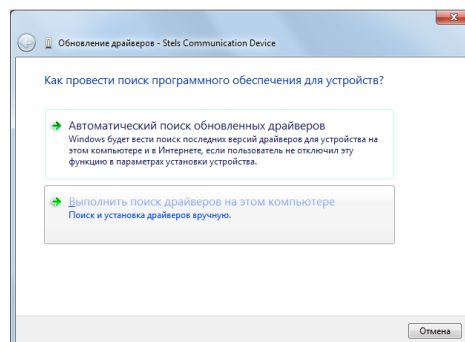 Обновление драйверов - Stels Communication Device
Как провести поиск программного обеспечения для устройств?
Автоматический поиск обновленных драйверов
Windows будет вести поиск последних версий драйверов для устройства на
этом компьютере и в Интернете, если пользователь не отключил эту
функцию в параметрах установки устройства.
Выполнить поиск драйверов на этом компьютере
Поиск и установка драйверов вручную.
Отмена